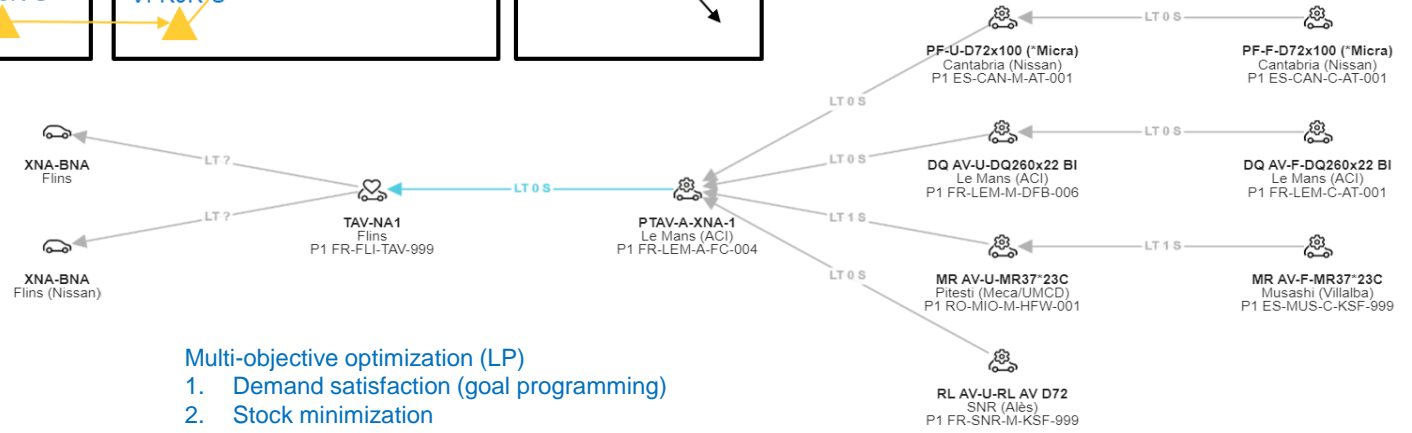 LT 0 S
PF-U-D72x100 (*Micra)
Cantabria (Nissan)
P1 ES-CAN-M-AT-001
PF-F-D72x100 (*Micra)
Cantabria (Nissan)
P1 ES-CAN-C-AT-001
LT 0 S
XNA-BNA
Flins
LT ?
LT 0 S
LT 0 S
DQ AV-U-DQ260x22 BI
Le Mans (ACI)
P1 FR-LEM-M-DFB-006
DQ AV-F-DQ260x22 BI
Le Mans (ACI)
P1 FR-LEM-C-AT-001
LT 0 S
TAV-NA1
Flins
P1 FR-FLI-TAV-999
PTAV-A-XNA-1
Le Mans (ACI)
P1 FR-LEM-A-FC-004
LT ?
LT 1 S
XNA-BNA
Flins (Nissan)
LT 1 S
MR AV-U-MR37*23C
Pitesti (Meca/UMCD)
P1 RO-MIO-M-HFW-001
MR AV-F-MR37*23C
Musashi (Villalba)
P1 ES-MUS-C-KSF-999
LT 0 S
RL AV-U-RL AV D72
SNR (Alès)
P1 FR-SNR-M-KSF-999
Multi-objective optimization (LP)
1. Demand satisfaction (goal programming)
2. Stock minimization